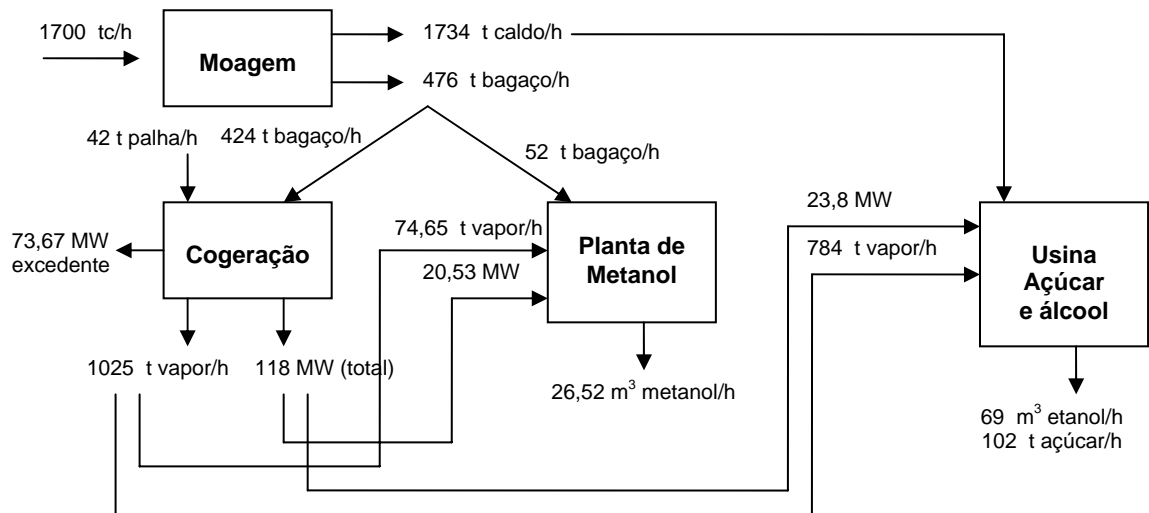 1700 tc/h
Moagem
1734 t caldo/h
476 t bagaço/h
42 t palha/h
424 t bagaço/h
52 t bagaço/h
73,67 MW
excedente
Cogeração
74,65 t vapor/h
20,53 MW
Planta de
Metanol
23,8 MW
784 t vapor/h
Usina
Açúcar
e álcool
1025 t vapor/h
118 MW (total)
26,52 m³ metanol/h
69 m³ etanol/h
102 t açúcar/h